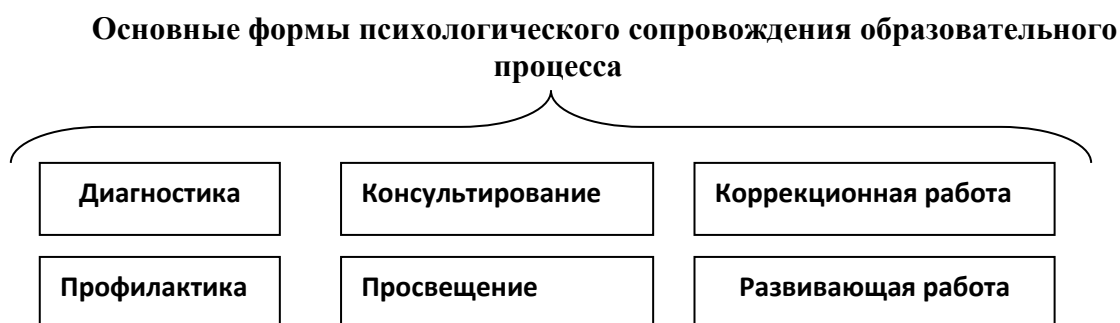 Основные формы психологического сопровождения образовательного
процесса
Диагностика
Консультирование
Коррекционная работа
Профилактика
Просвещение
Развивающая работа